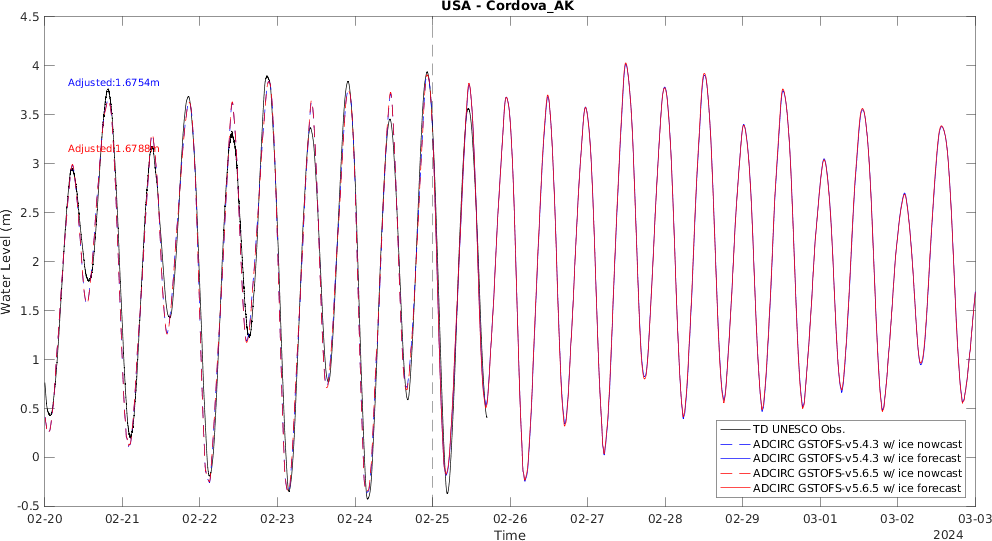 USA - Cordova_AK
Water Level (m)
4.5
4
3.5
3
2.5
2
1.5
1
0.5
0
-0.5
Adjusted:1.6754m
Adjusted:1.6788m
TD UNESCO Obs.
ADCIRC GSTOFS-v5.4.3 w/ ice nowcast
ADCIRC GSTOFS-v5.4.3 w/ ice forecast
ADCIRC GSTOFS-v5.6.5 w/ ice nowcast
ADCIRC GSTOFS-v5.6.5 w/ ice forecast
02-20 02-21 02-22 02-23 02-24 02-25 02-26 02-27 02-28 02-29 03-01 03-02 03-03
Time
2024